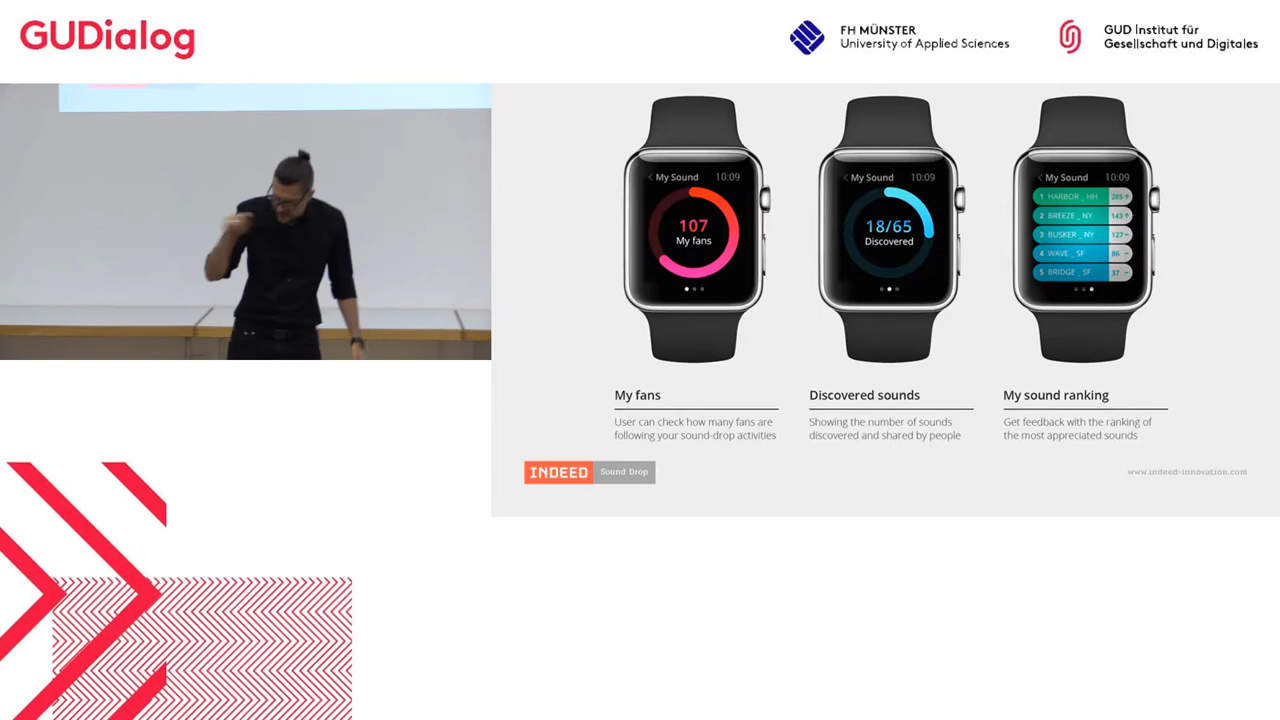 GUDialog
FH MÜNSTER
University of Applied Sciences
GUD Institut für
Gesellschaft und Digitales
My Sound 10:09
107
My fans
My Sound 10:09
18/65
Discovered
My Sound 10:09
1 HARBOR _ HH 285
2 BREEZE _ NY 143
3 BUSKER _ NY 127
4 WAVE _ SF 86
5 BRIDGE _ SF 37
My fans
User can check how many fans are
following your sound-drop activities
Discovered sounds
Showing the number of sounds
discovered and shared by people
My sound ranking
Get feedback with the ranking of
the most appreciated sounds
INDEED Sound Drop
www.indeed-innovation.com